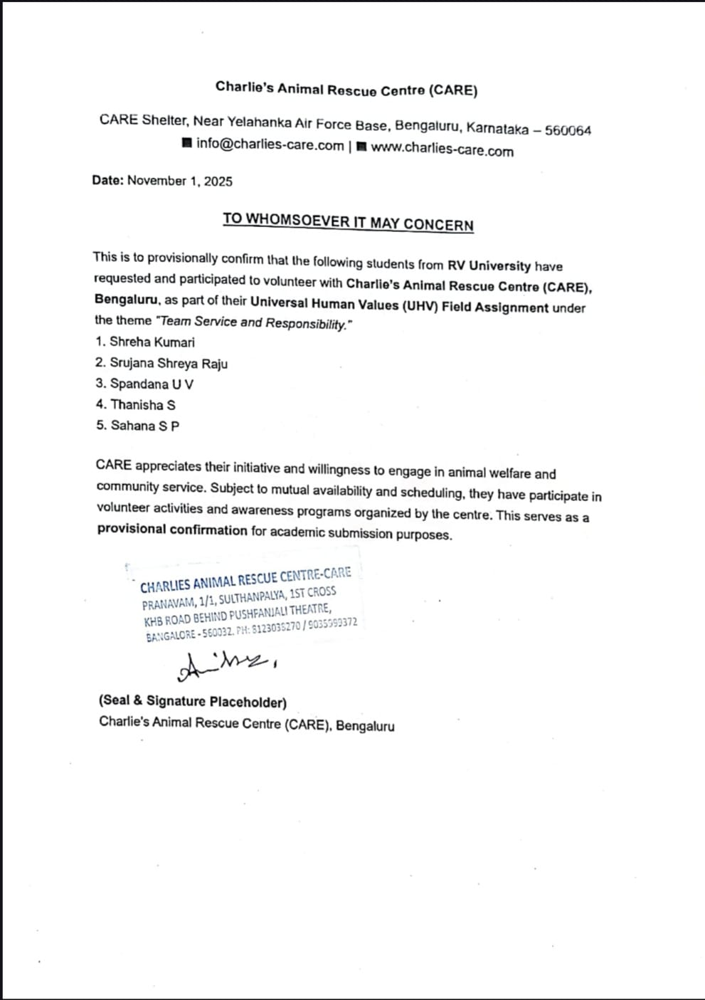 Charlie's Animal Rescue Centre (CARE)
CARE Shelter, Near Yelahanka Air Force Base, Bengaluru, Karnataka – 560064
■ info@charlies-care.com | ■ www.charlies-care.com
Date: November 1, 2025
TO WHOMSOEVER IT MAY CONCERN
This is to provisionally confirm that the following students from RV University have
requested and participated to volunteer with Charlie's Animal Rescue Centre (CARE),
Bengaluru, as part of their Universal Human Values (UHV) Field Assignment under
the theme "Team Service and Responsibility."
1. Shreha Kumari
2. Srujana Shreya Raju
3. Spandana U V
4. Thanisha S
5. Sahana S P
CARE appreciates their initiative and willingness to engage in animal welfare and
community service. Subject to mutual availability and scheduling, they have participate in
volunteer activities and awareness programs organized by the centre. This serves as a
provisional confirmation for academic submission purposes.
CHARLIES ANIMAL RESCUE CENTRE-CARE
PRANAVAM, 1/1, SULTHANPALYA, 1ST CROSS
KHB ROAD BEHIND PUSHPANJALI THEATRE,
BANGALORE - 560032. PH:
(Seal & Signature Placeholder)
Charlie's Animal Rescue Centre (CARE), Bengaluru